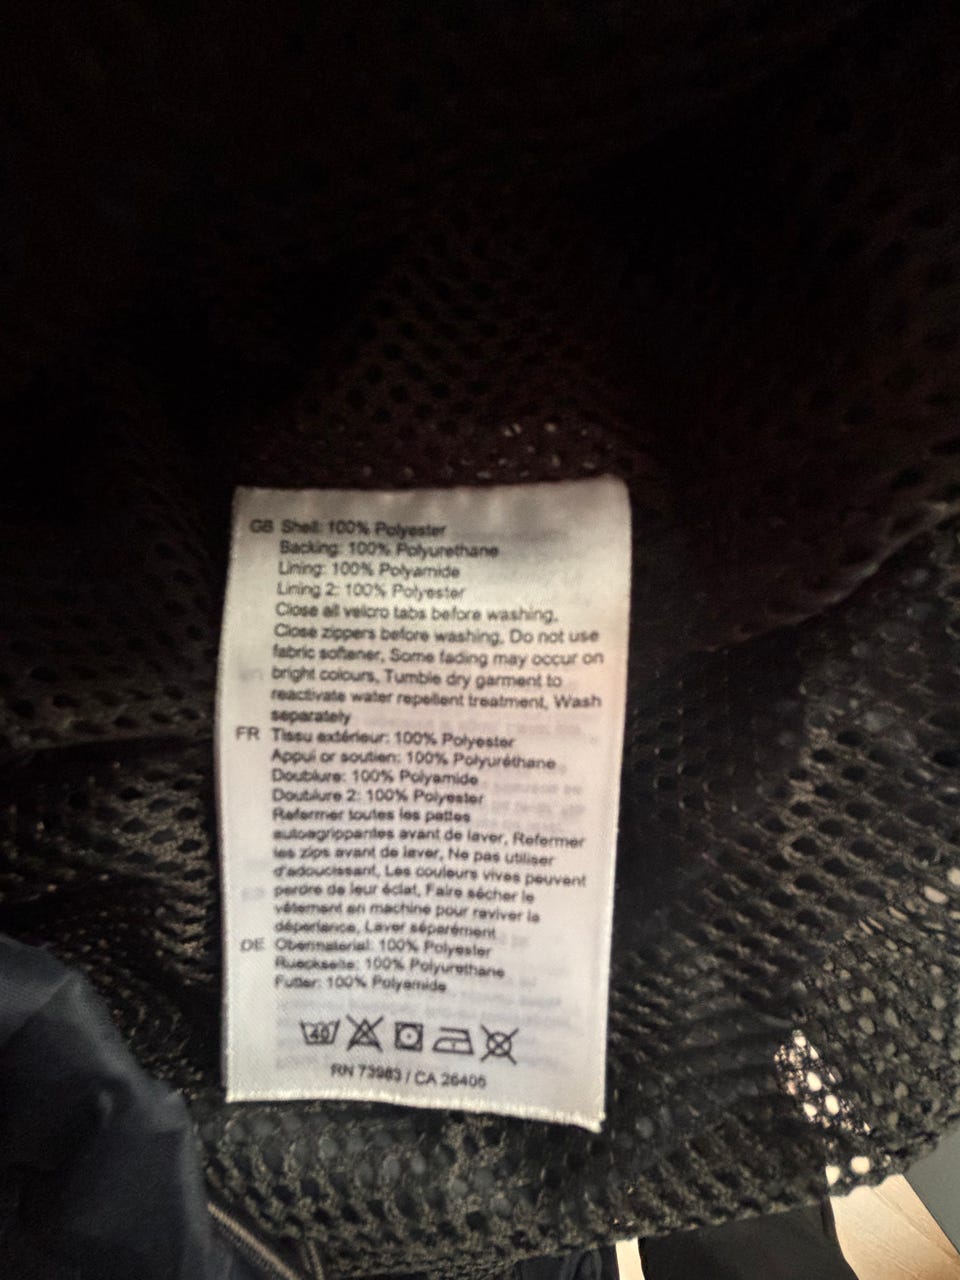 GB Shell: 100% Polyester
Backing: 100% Polyurethane
Lining: 100% Polyamide
Lining 2: 100% Polyester
Close all velcro tabs before washing,
Close zippers before washing, Do not use
fabric softener, Some fading may occur on
bright colours, Tumble dry garment to
reactivate water repellent treatment, Wash
separately
FR Tissu extérieur: 100% Polyester
Appui or soutien: 100% Polyuréthane
Doublure: 100% Polyamide
Doublure 2: 100% Polyester
Refermer toutes les pattes
autoagrippantes avant de laver, Refermer
les zips avant de laver, Ne pas utiliser
d'adoucissant, Les couleurs vives peuvent
perdre de leur éclat, Faire sécher le
vêtement en machine pour raviver la
déperlance, Laver séparément
DE Obermaterial: 100% Polyester
Rueckseite: 100% Polyurethane
Futter: 100% Polyamide
40
RN 73983 / CA 26406